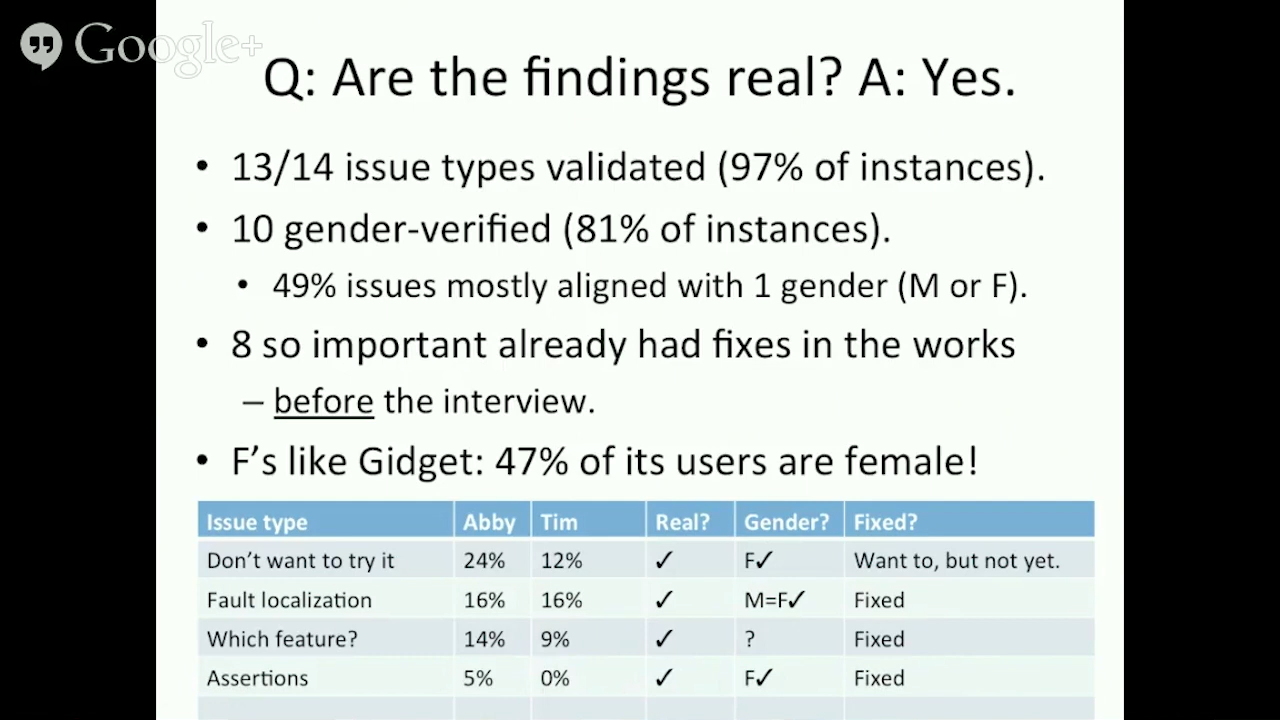 Google+
Q: Are the findings real? A: Yes.
• 13/14 issue types validated (97% of instances).
• 10 gender-verified (81% of instances).
• 49% issues mostly aligned with 1 gender (M or F).
• 8 so important already had fixes in the works
– before the interview.
• F's like Gidget: 47% of its users are female!
Issue type Abby Tim Real? Gender? Fixed?
Don't want to try it 24% 12% ✓ F✓ Want to, but not yet.
Fault localization 16% 16% ✓ M=F✓ Fixed
Which feature? 14% 9% ✓ ? Fixed
Assertions 5% 0% ✓ F✓ Fixed